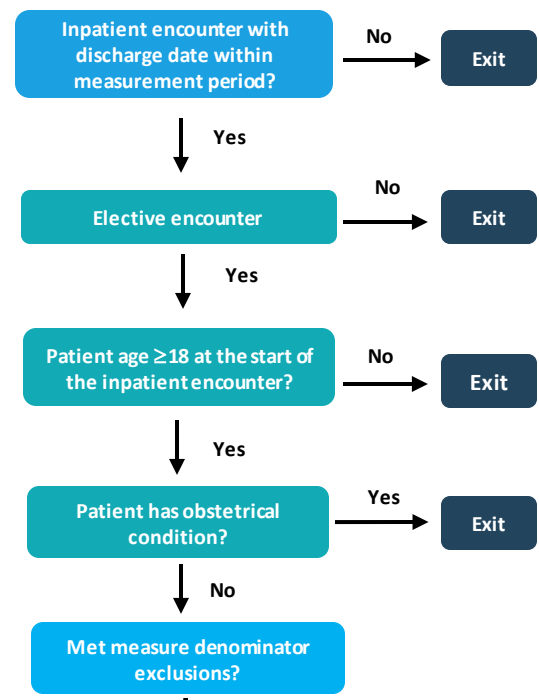 Inpatient encounter with
discharge date within
measurement period?
No
Exit
Yes
Elective encounter
No
Exit
Yes
Patient age ≥18 at the start of
the inpatient encounter?
No
Exit
Yes
Patient has obstetrical
condition?
Yes
Exit
No
Met measure denominator
exclusions?